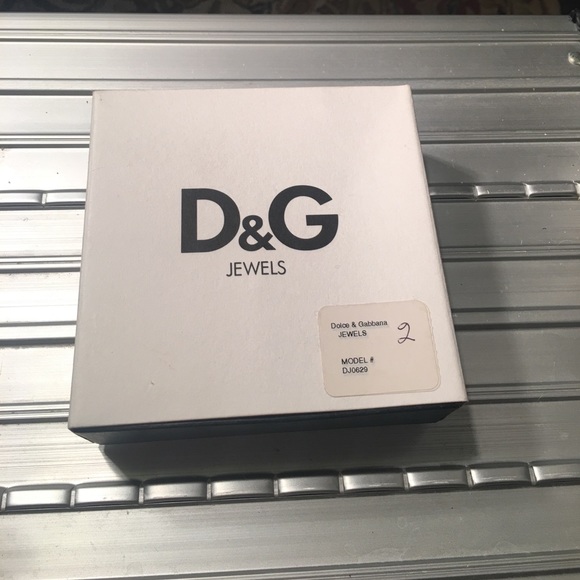 D&G
JEWELS
Dolce & Gabbana
JEWELS
2
MODEL #
DJ0629